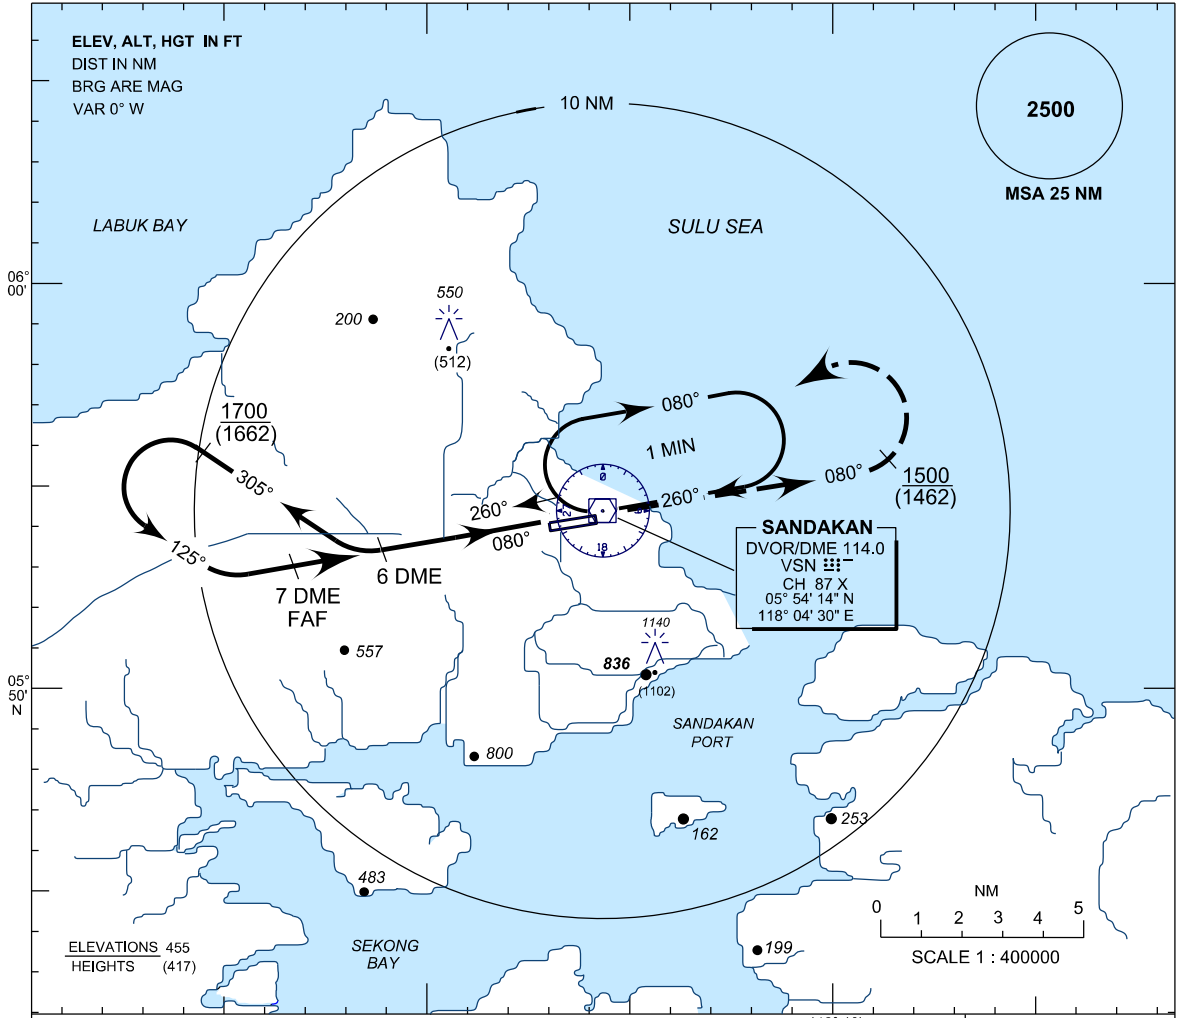 ELEV, ALT, HGT IN FT
DIST IN NM
BRG ARE MAG
VAR 0° W
10 NM
2500
MSA 25 NM
LABUK BAY
SULU SEA
06°
00'
550
200
(512)
1700
(1662)
080°
1 MIN
305°
080°
1500
(1462)
260°
260°
0
18
125°
080°
6 DME
7 DME
FAF
SANDAKAN
DVOR/DME 114.0
VSN
CH 87 X
05° 54' 14" N
118° 04' 30" E
557
1140
836
(1102)
05°
50'
N
SANDAKAN
PORT
800
162
253
483
NM
0 1 2 3 4 5
SCALE 1 : 400000
199
ELEVATIONS 455
HEIGHTS (417)
SEKONG
BAY